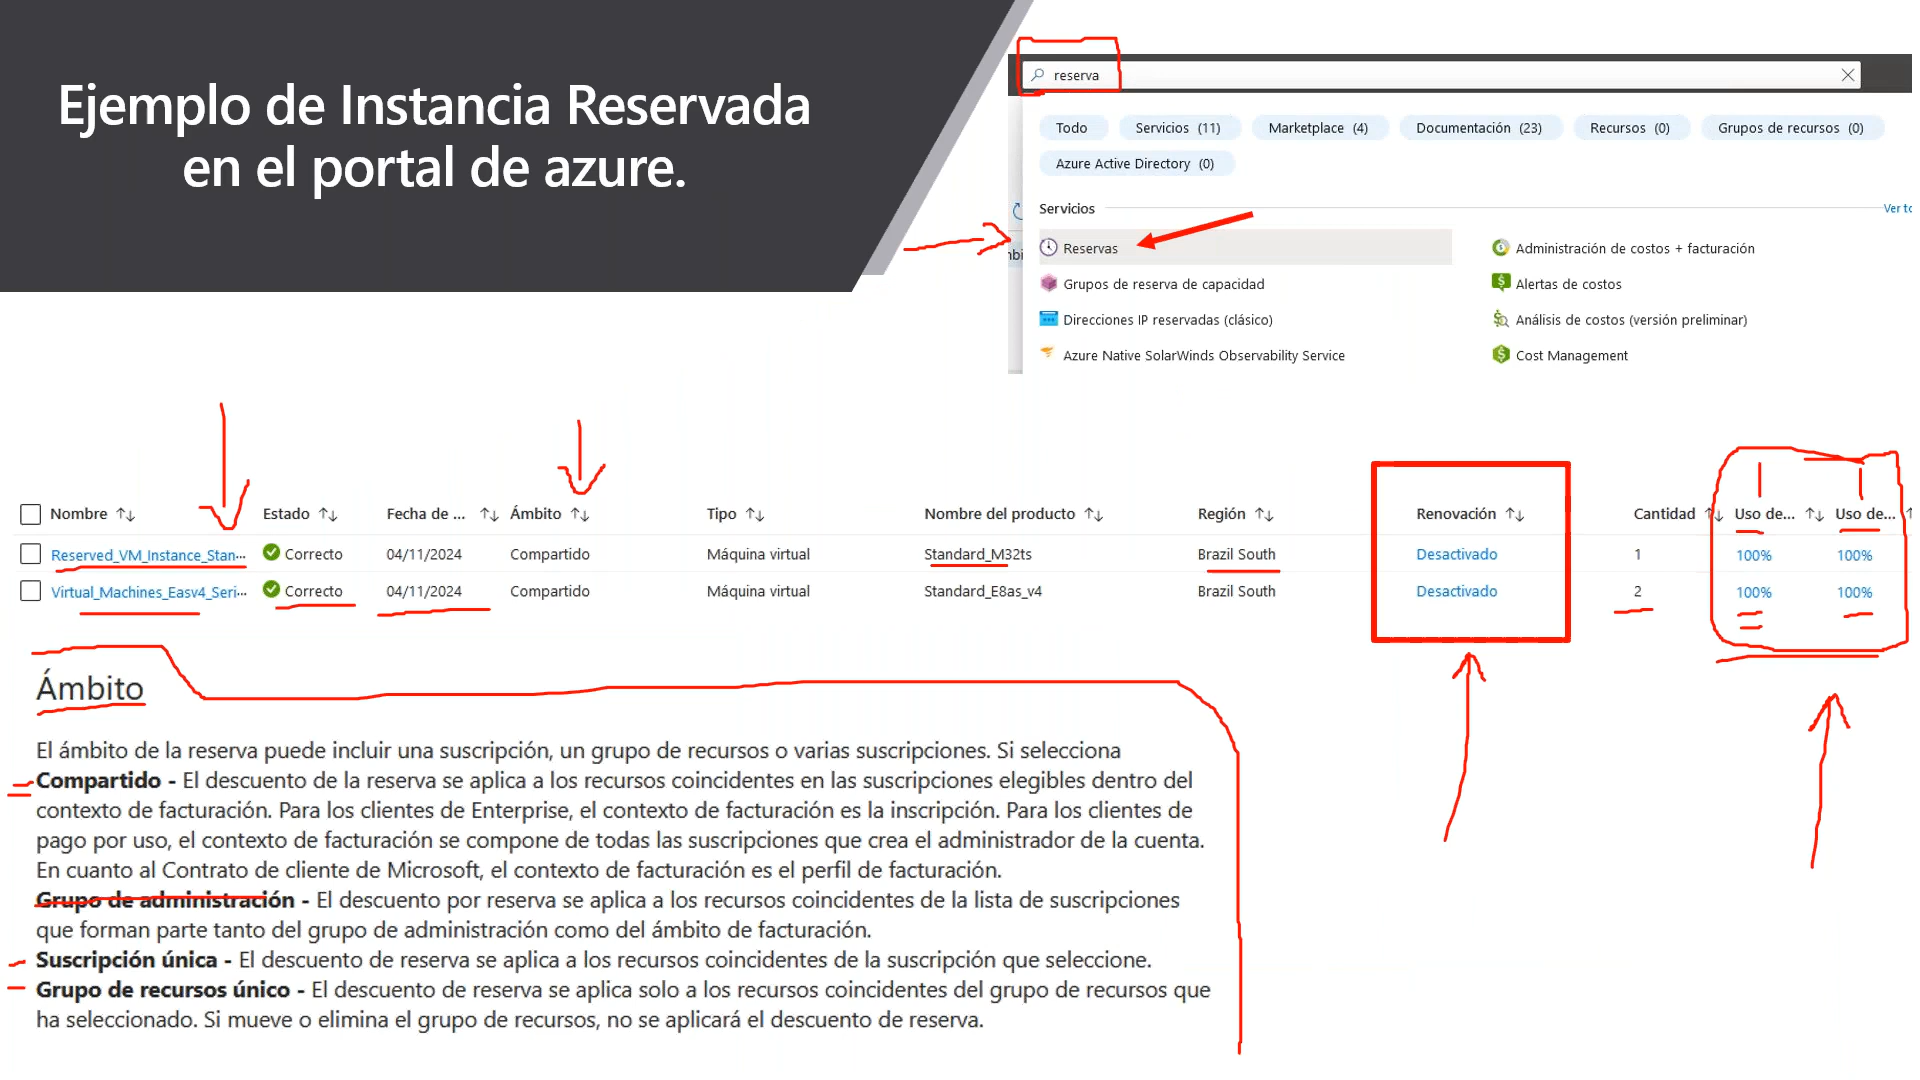 Ejemplo de Instancia Reservada
en el portal de azure.
reserva
Todo
Servicios (11)
Marketplace (4)
Documentación (23)
Recursos (0)
Grupos de recursos (0)
Azure Active Directory (0)
Servicios
Reservas
Grupos de reserva de capacidad
Direcciones IP reservadas (clásico)
Azure Native SolarWinds Observability Service
Administración de costos + facturación
Alertas de costos
Análisis de costos (versión preliminar)
Cost Management
Nombre Estado Fecha de ... Ámbito Tipo Nombre del producto Región Renovación Cantidad Uso de... Uso de...
Reserved_VM_Instance_Stan... Correcto 04/11/2024 Compartido Máquina virtual Standard_M32ts Brazil South Desactivado 1 100% 100%
Virtual_Machines_Easv4_Seri... Correcto 04/11/2024 Compartido Máquina virtual Standard_E8as_v4 Brazil South Desactivado 2 100% 100%
Ámbito
El ámbito de la reserva puede incluir una suscripción, un grupo de recursos o varias suscripciones. Si selecciona
Compartido - El descuento de la reserva se aplica a los recursos coincidentes en las suscripciones elegibles dentro del
contexto de facturación. Para los clientes de Enterprise, el contexto de facturación es la inscripción. Para los clientes de
pago por uso, el contexto de facturación se compone de todas las suscripciones que crea el administrador de la cuenta.
En cuanto al Contrato de cliente de Microsoft, el contexto de facturación es el perfil de facturación.
Grupo de administración - El descuento por reserva se aplica a los recursos coincidentes de la lista de suscripciones
que forman parte tanto del grupo de administración como del ámbito de facturación.
Suscripción única - El descuento de reserva se aplica a los recursos coincidentes de la suscripción que seleccione.
Grupo de recursos único - El descuento de reserva se aplica solo a los recursos coincidentes del grupo de recursos que
ha seleccionado. Si mueve o elimina el grupo de recursos, no se aplicará el descuento de reserva.